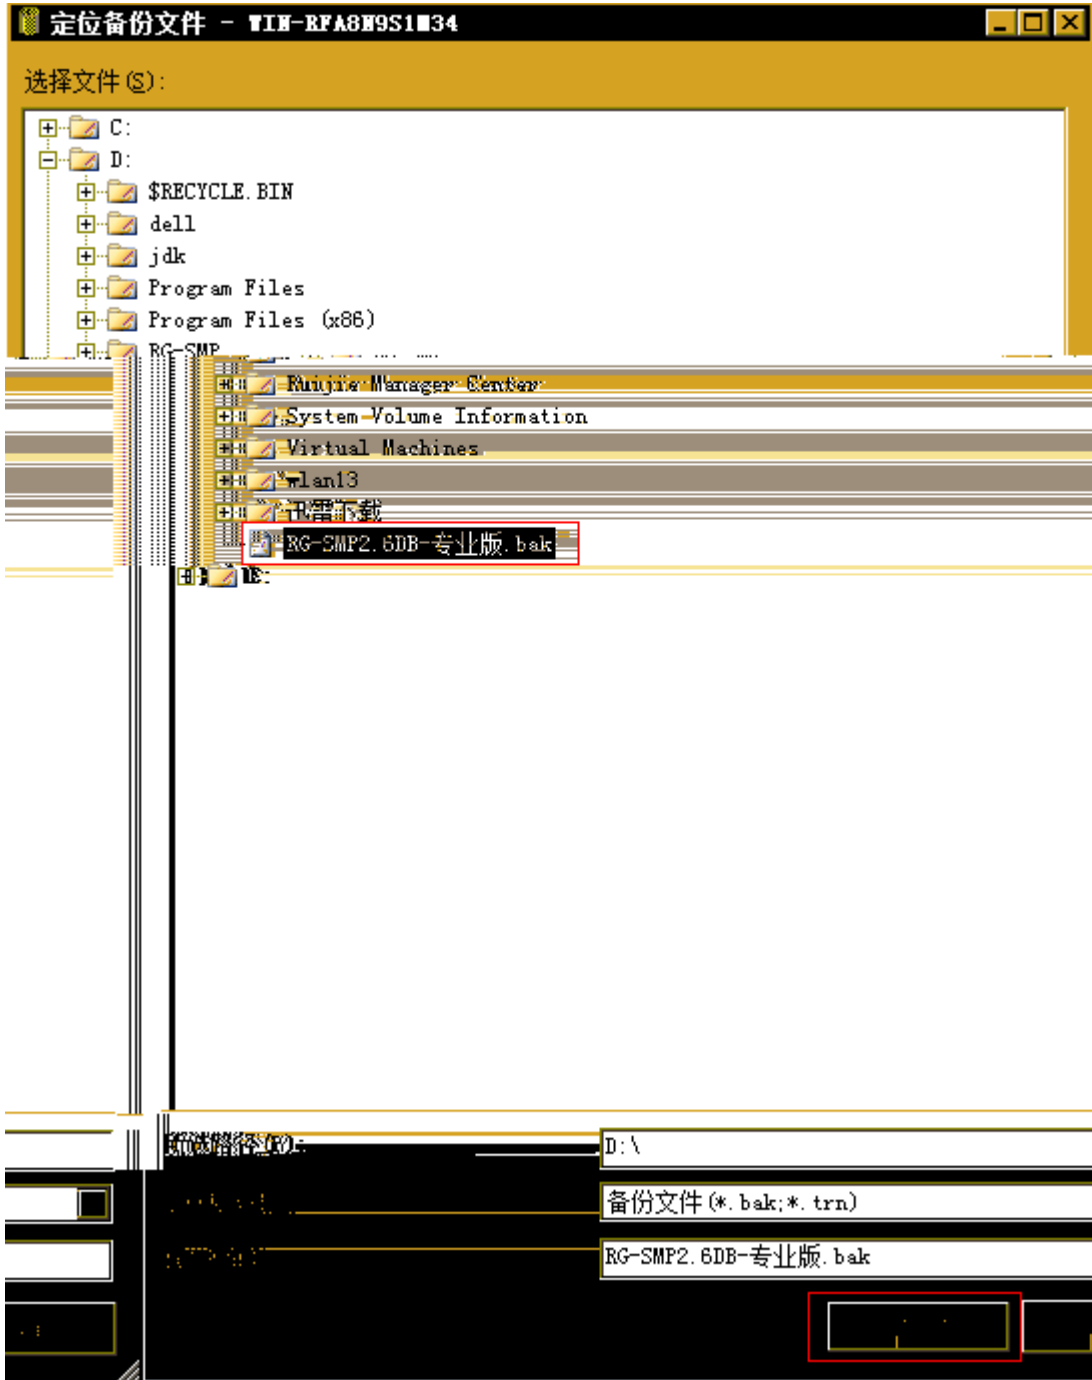 定位备份文件 - WIN-RFA8N9S1M34
选择文件(S):
C:
D:
$RECYCLE.BIN
dell
jdk
Program Files
Program Files (x86)
RG-SMP
Ruijie Manager Center
System Volume Information
Virtual Machines
wlan13
迅雷下载
RG-SMP2.6DB-专业版.bak
D:\
备份文件(*.bak;*.trn)
RG-SMP2.6DB-专业版.bak